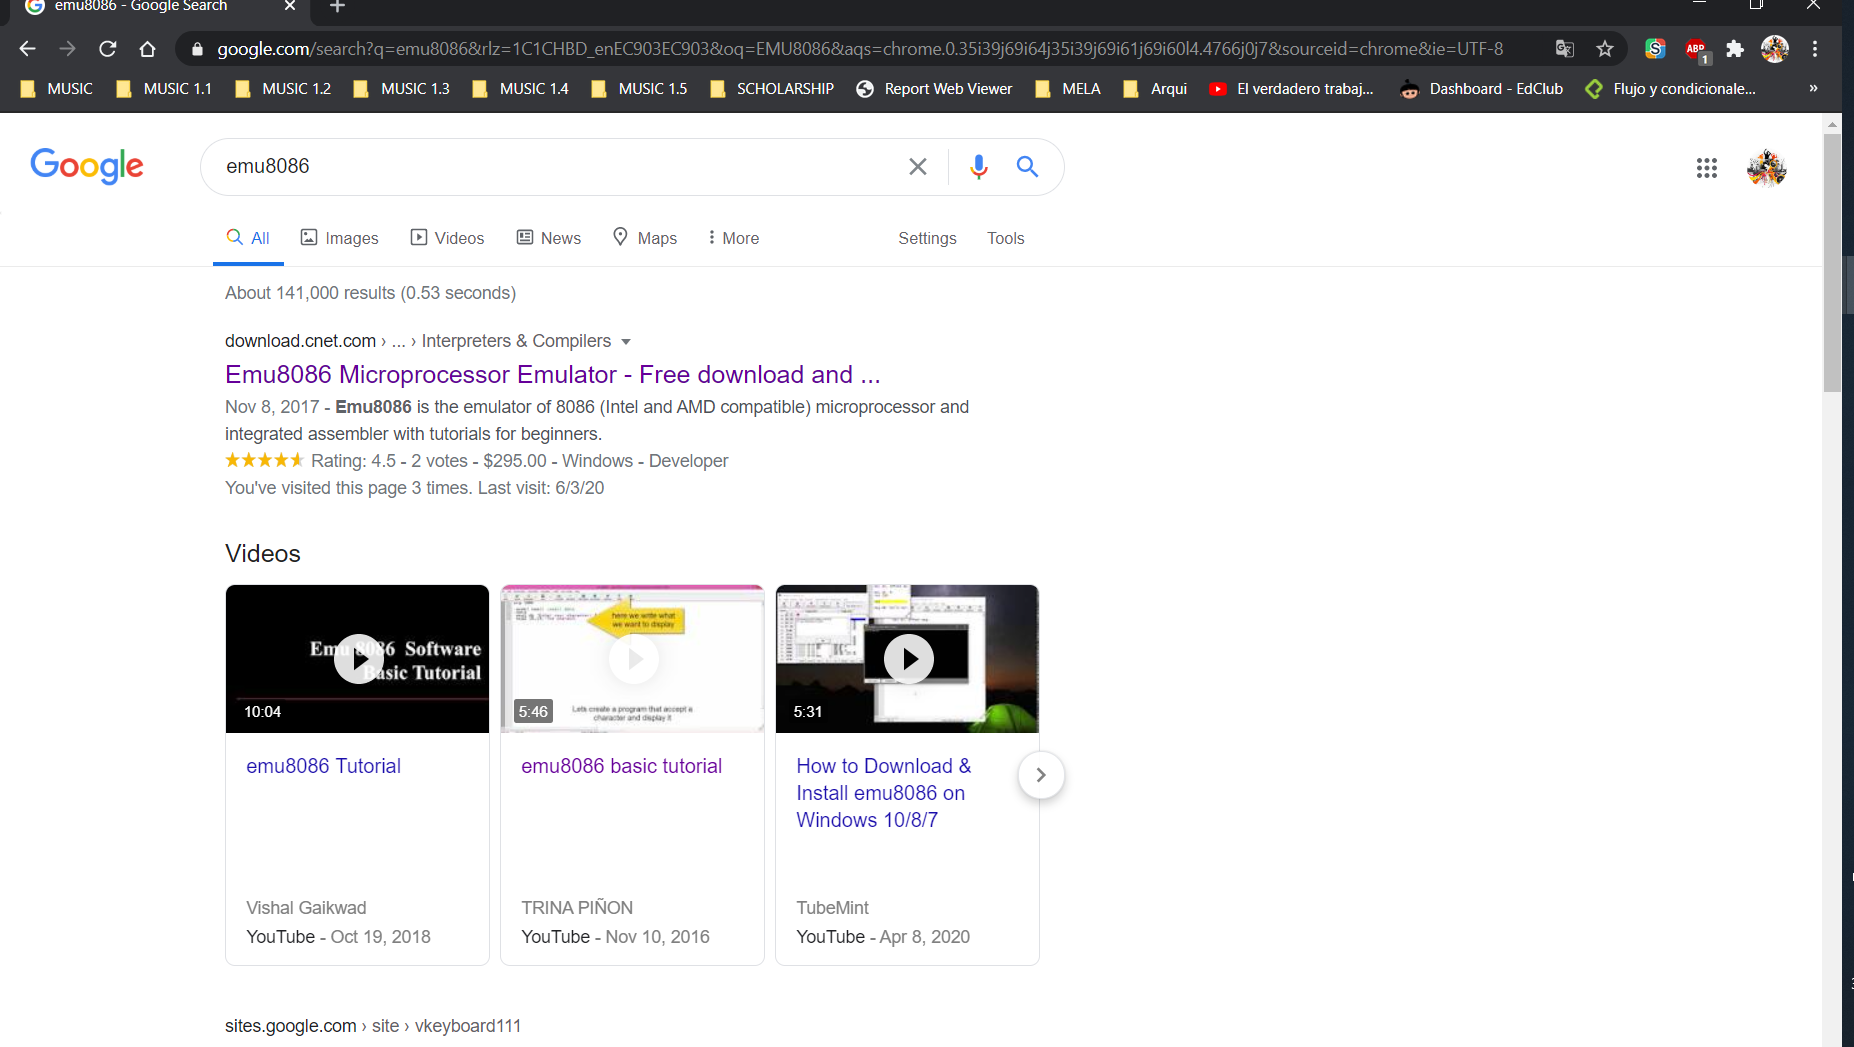 emu8086 - Google Search
google.com/search?q=emu8086&rlz=1C1CHBD_enEC903EC903&oq=EMU8086&aqs=chrome.0.35i39j69i64j35i39j69i61j69i60l4.4766j0j7&sourceid=chrome&ie=UTF-8
ABP
1
MUSIC MUSIC 1.1 MUSIC 1.2 MUSIC 1.3 MUSIC 1.4 MUSIC 1.5 SCHOLARSHIP Report Web Viewer MELA Arqui El verdadero trabaj... Dashboard - EdClub Flujo y condicionale... »
Google
emu8086
All Images Videos News Maps More Settings Tools
About 141,000 results (0.53 seconds)
download.cnet.com › ... › Interpreters & Compilers
Emu8086 Microprocessor Emulator - Free download and ...
Nov 8, 2017 - Emu8086 is the emulator of 8086 (Intel and AMD compatible) microprocessor and
integrated assembler with tutorials for beginners.
Rating: 4.5 - 2 votes - $295.00 - Windows - Developer
You've visited this page 3 times. Last visit: 6/3/20
Videos
Emu 8086 Software
Basic Tutorial
10:04
here we write what
we want to display
Lets create a program that accept a
character and display it
5:46
5:31
emu8086 Tutorial
Vishal Gaikwad
YouTube - Oct 19, 2018
emu8086 basic tutorial
TRINA PIÑON
YouTube - Nov 10, 2016
How to Download &
Install emu8086 on
Windows 10/8/7
TubeMint
YouTube - Apr 8, 2020
sites.google.com › site › vkeyboard111